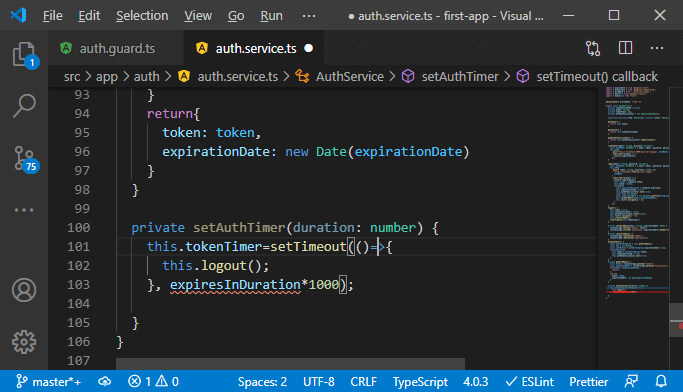 File Edit Selection View Go Run ··· ● auth.service.ts - first-app - Visual ...
auth.guard.ts auth.service.ts ●
src > app > auth > auth.service.ts > AuthService > setAuthTimer > setTimeout() callback
93 }
94 return{
95 token: token,
96 expirationDate: new Date(expirationDate)
97 }
98 }
99
100 private setAuthTimer(duration: number) {
101 this.tokenTimer=setTimeout(()=>{
102 this.logout();
103 }, expiresInDuration*1000);
104
105 }
106 }
107
1
75
master*+ 1 0 Spaces: 2 UTF-8 CRLF TypeScript 4.0.3 ✓ ESLint Prettier